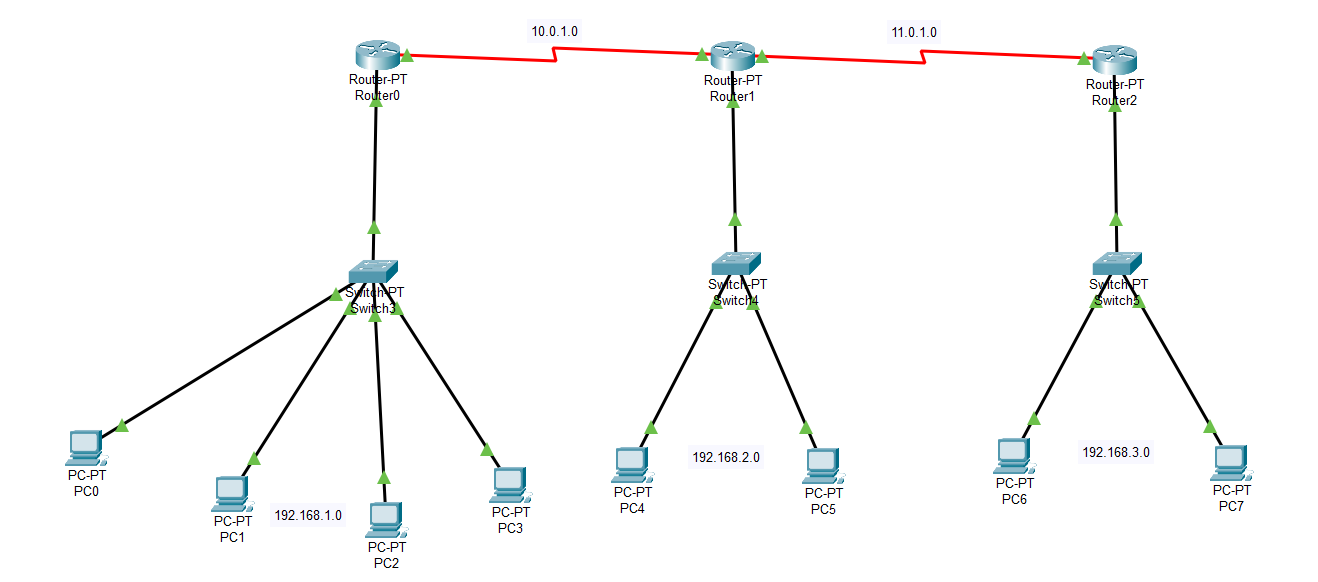 10.0.1.0
11.0.1.0
Router-PT
Router0
Router-PT
Router1
Router-PT
Router2
Switch-PT
Switch3
Switch-PT
Switch4
Switch-PT
Switch5
PC-PT
PC0
PC-PT
PC1
192.168.1.0
PC-PT
PC2
PC-PT
PC3
PC-PT
PC4
192.168.2.0
PC-PT
PC5
PC-PT
PC6
192.168.3.0
PC-PT
PC7